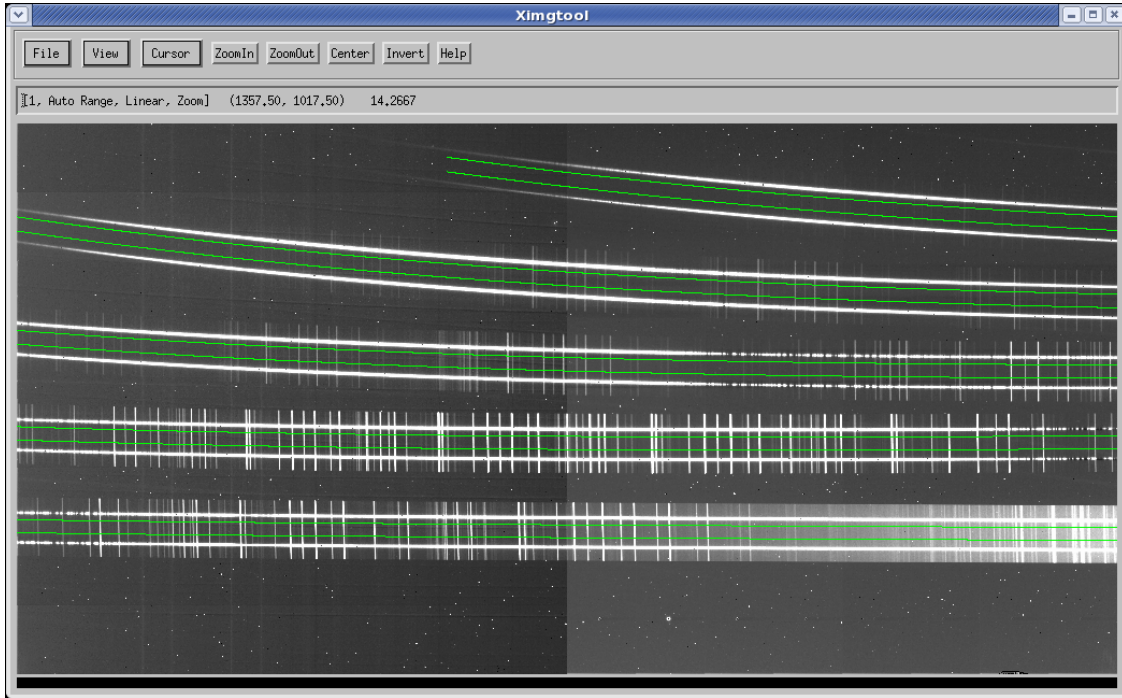 Ximgtool
File View Cursor ZoomIn ZoomOut Center Invert Help
[1, Auto Range, Linear, Zoom] (1357.50, 1017.50) 14.2667